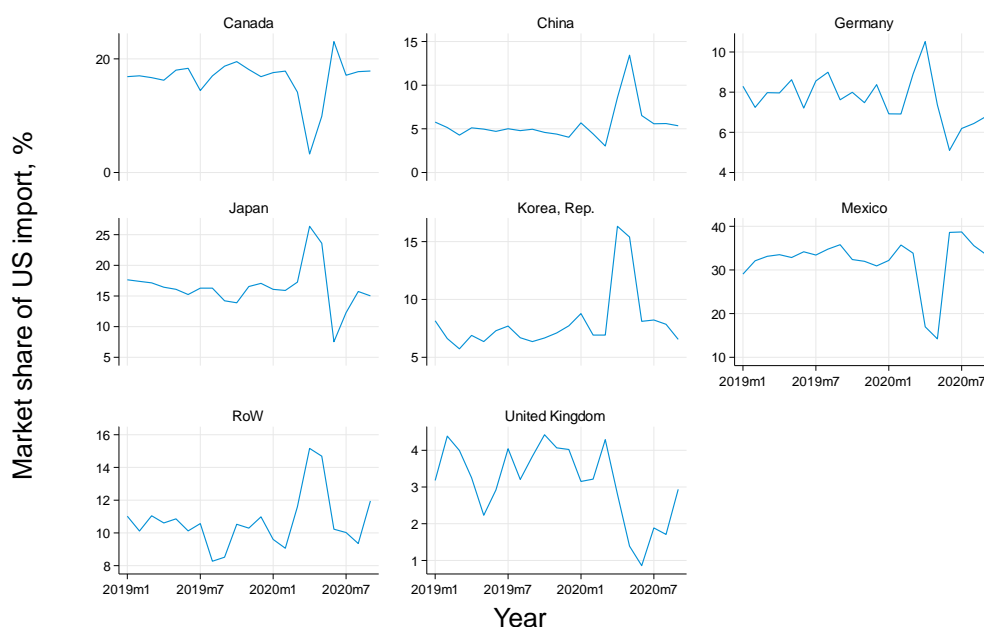 Market share of US import, %
Canada
20
0
China
15
10
5
0
Germany
10
8
6
4
Japan
25
20
15
10
5
Korea, Rep.
15
10
5
Mexico
40
30
20
10
2019m1 2019m7 2020m1 2020m7
RoW
16
14
12
10
8
2019m1 2019m7 2020m1 2020m7
United Kingdom
4
3
2
1
2019m1 2019m7 2020m1 2020m7
Year